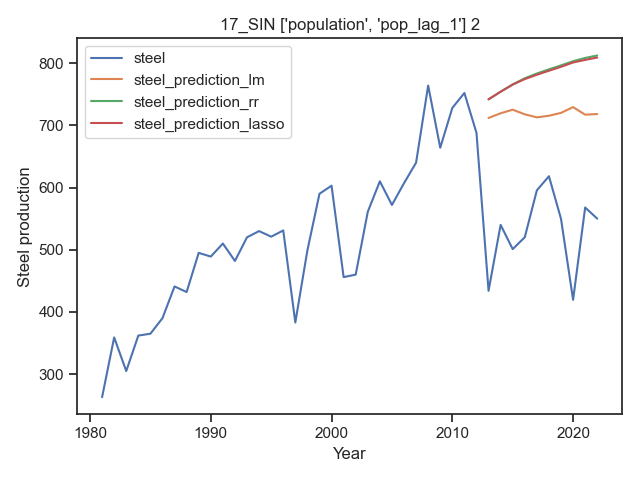 17_SIN ['population', 'pop_lag_1'] 2
steel
steel_prediction_lm
steel_prediction_rr
steel_prediction_lasso
Steel production
800
700
600
500
400
300
1980
1990
2000
2010
2020
Year